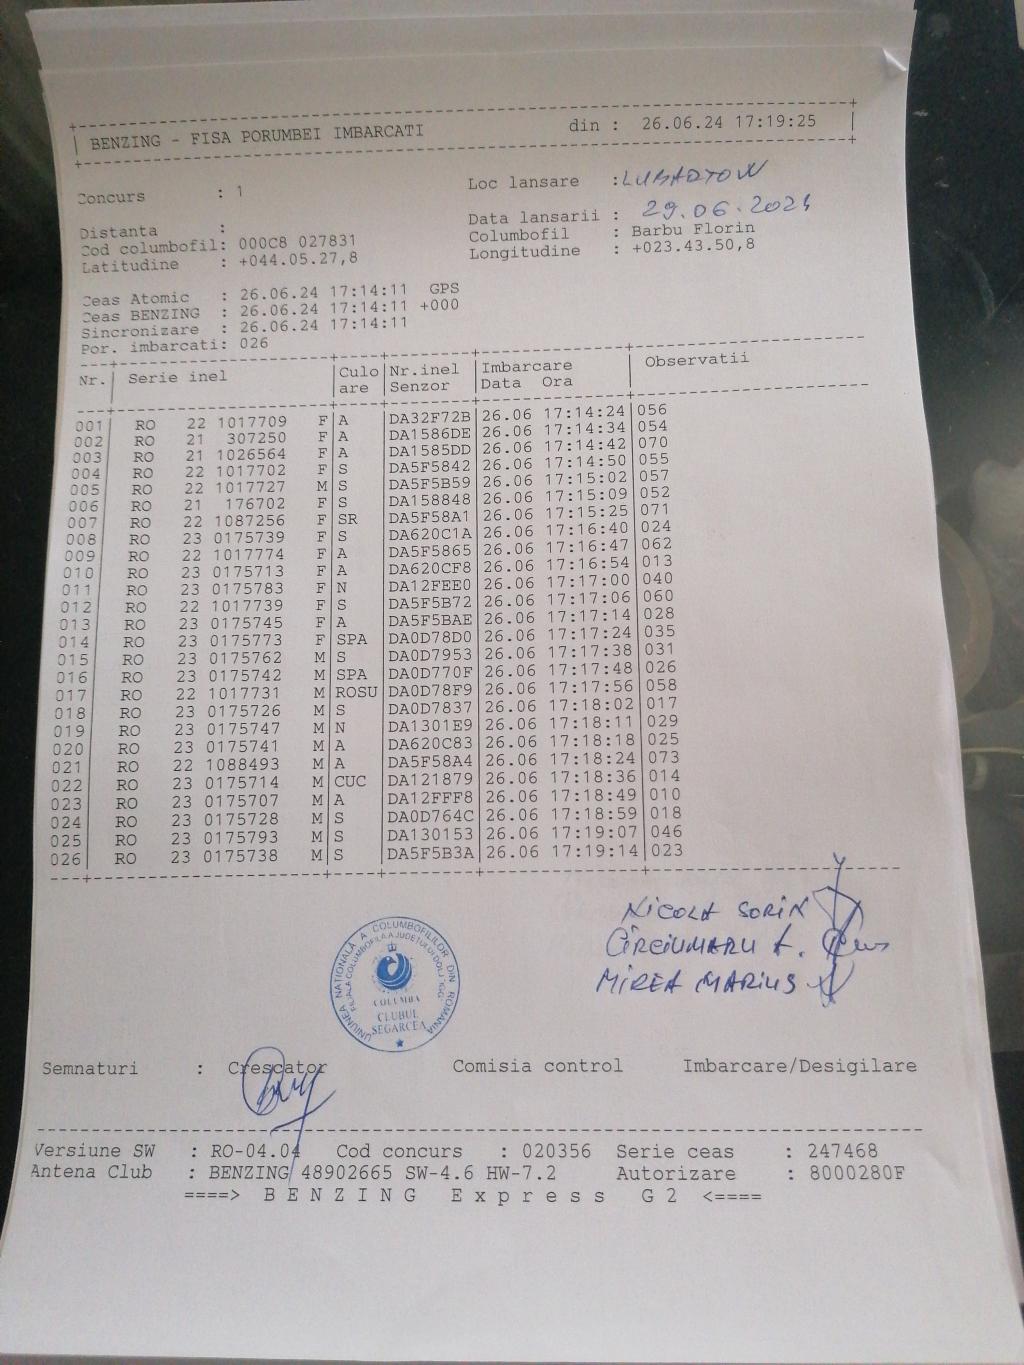 BENZING - FISA PORUMBEI IMBARCATI din : 26.06.24 17:19:25
Concurs : 1 Loc lansare : LUBARTOW
Distanta : Data lansarii : 29.06.2024
Cod columbofil: 000C8 027831 Columbofil : Barbu Florin
Latitudine : +044.05.27,8 Longitudine : +023.43.50,8
Ceas Atomic : 26.06.24 17:14:11 GPS
Ceas BENZING : 26.06.24 17:14:11 +000
Sincronizare : 26.06.24 17:14:11
Por. imbarcati: 026
Nr. Serie inel Culo Nr.inel Imbarcare Observatii
are Senzor Data Ora
001 RO 22 1017709 F A DA32F72B 26.06 17:14:24 056
002 RO 21 307250 F A DA1586DE 26.06 17:14:34 054
003 RO 21 1026564 F A DA1585DD 26.06 17:14:42 070
004 RO 22 1017702 F S DA5F5842 26.06 17:14:50 055
005 RO 22 1017727 M S DA5F5B59 26.06 17:15:02 057
006 RO 21 176702 F S DA158848 26.06 17:15:09 052
007 RO 22 1087256 F SR DA5F58A1 26.06 17:15:25 071
008 RO 23 0175739 F S DA620C1A 26.06 17:16:40 024
009 RO 22 1017774 F A DA5F5865 26.06 17:16:47 062
010 RO 23 0175713 F A DA620CF8 26.06 17:16:54 013
011 RO 23 0175783 F N DA12FEE0 26.06 17:17:00 040
012 RO 22 1017739 F S DA5F5B72 26.06 17:17:06 060
013 RO 23 0175745 F A DA5F5BAE 26.06 17:17:14 028
014 RO 23 0175773 F SPA DA0D78D0 26.06 17:17:24 035
015 RO 23 0175762 M S DA0D7953 26.06 17:17:38 031
016 RO 23 0175742 M SPA DA0D770F 26.06 17:17:48 026
017 RO 22 1017731 M ROSU DA0D78F9 26.06 17:17:56 058
018 RO 23 0175726 M S DA0D7837 26.06 17:18:02 017
019 RO 23 0175747 M N DA1301E9 26.06 17:18:11 029
020 RO 23 0175741 M A DA620C83 26.06 17:18:18 025
021 RO 22 1088493 M A DA5F58A4 26.06 17:18:24 073
022 RO 23 0175714 M CUC DA121879 26.06 17:18:36 014
023 RO 23 0175707 M A DA12FFF8 26.06 17:18:49 010
024 RO 23 0175728 M S DA0D764C 26.06 17:18:59 018
025 RO 23 0175793 M S DA130153 26.06 17:19:07 046
026 RO 23 0175738 M S DA5F5B3A 26.06 17:19:14 023
NICOLA SORIN
CIRCIUMARU A.
MIREA MARIUS
UNIUNEA NATIONALA A COLUMBOFILILOR DIN ROMANIA
FILIALA COLUMBOFILA A JUDETULUI DOLJ
COLUMBA
CLUBUL
SEGARCEA
Semnaturi : Crescator Comisia control Imbarcare/Desigilare
Versiune SW : RO-04.04 Cod concurs : 020356 Serie ceas : 247468
Antena Club : BENZING 48902665 SW-4.6 HW-7.2 Autorizare : 8000280F
====> B E N Z I N G E x p r e s s G 2 <====